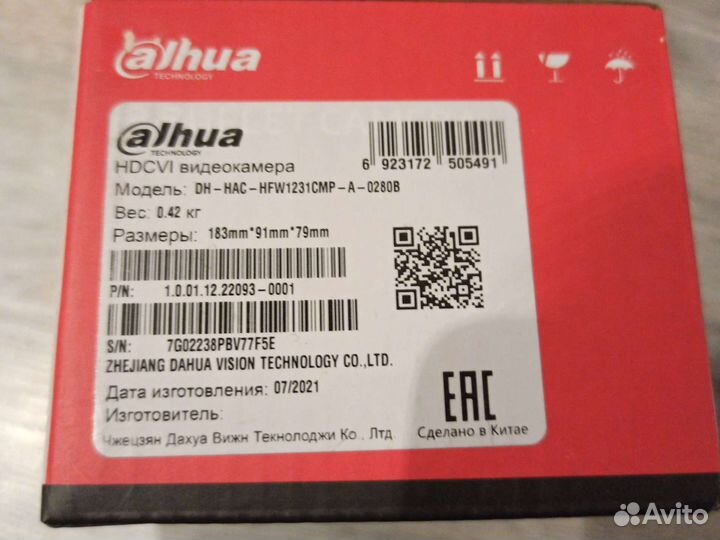 alhua
TECHNOLOGY
alhua
TECHNOLOGY
HDCVI видеокамера
6 923172 505491
Модель: DH-HAC-HFW1231CMP-A-0280B
Вес: 0.42 кг
Размеры: 183mm*91mm*79mm
P/N: 1.0.01.12.22093-0001
S/N: 7G02238PBV77F5E
ZHEJIANG DAHUA VISION TECHNOLOGY CO.,LTD.
Дата изготовления: 07/2021
Изготовитель:
Чжецзян Дахуа Вижн Текнолоджи Ко., Лтд.
EAC
Сделано в Китае
Avito